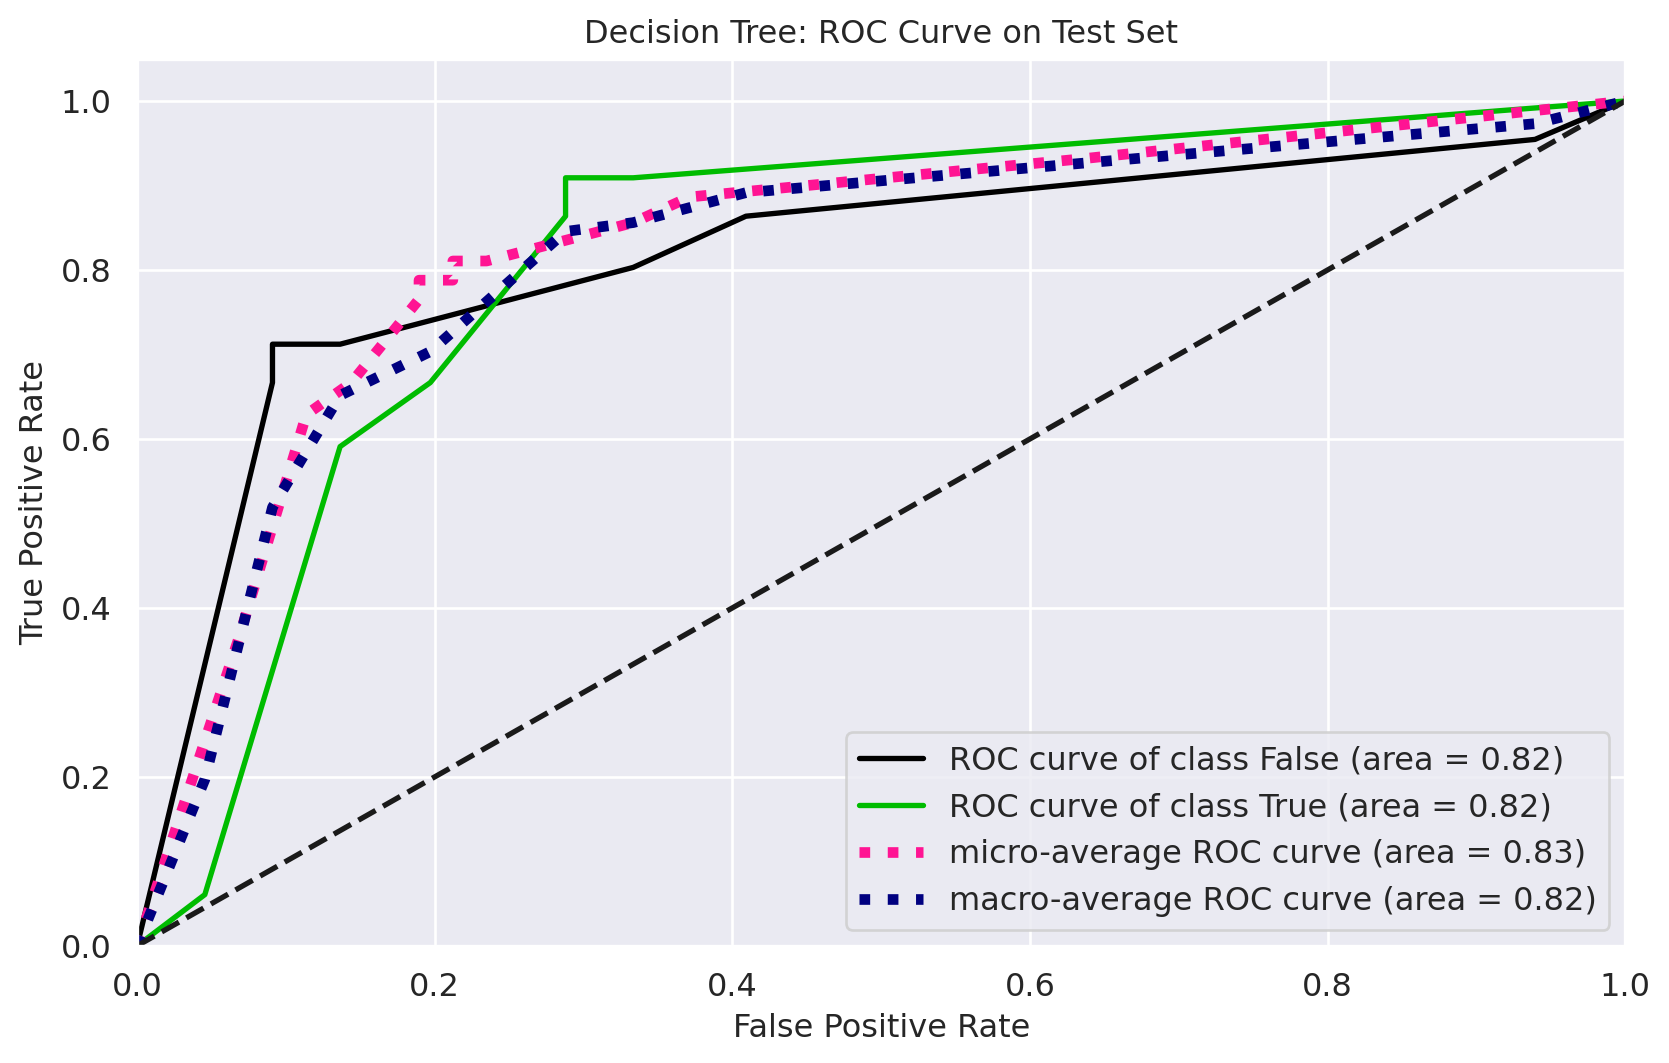 Decision Tree: ROC Curve on Test Set
True Positive Rate
1.0
0.8
0.6
0.4
0.2
0.0
ROC curve of class False (area = 0.82)
ROC curve of class True (area = 0.82)
micro-average ROC curve (area = 0.83)
macro-average ROC curve (area = 0.82)
0.0 0.2 0.4 0.6 0.8 1.0
False Positive Rate